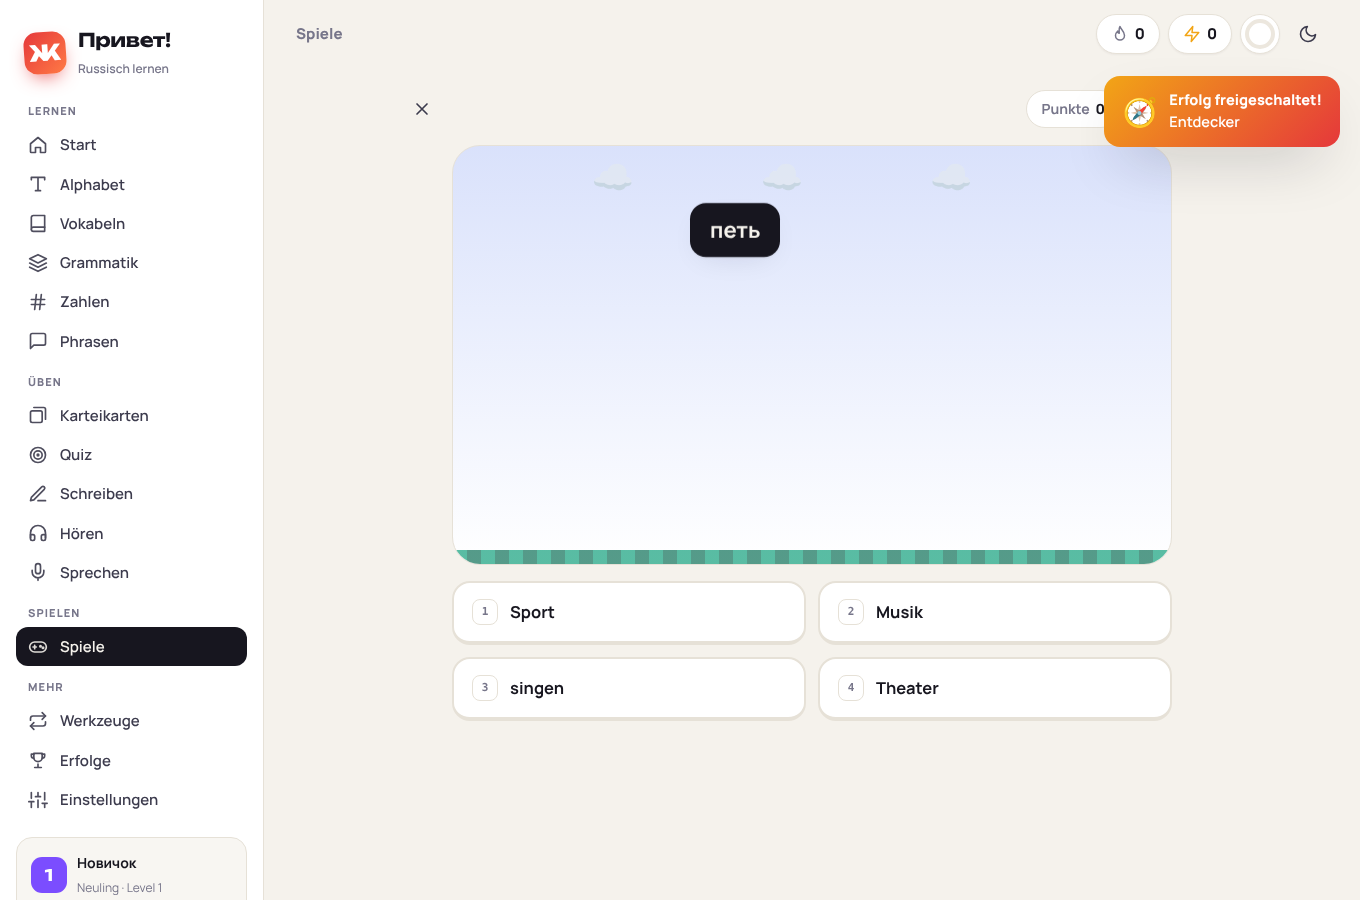 Ж
Привет!
Russisch lernen
LERNEN
Start
Alphabet
Vokabeln
Grammatik
Zahlen
Phrasen
ÜBEN
Karteikarten
Quiz
Schreiben
Hören
Sprechen
SPIELEN
Spiele
MEHR
Werkzeuge
Erfolge
Einstellungen
1
Новичок
Neuling · Level 1
Spiele
0
0
Punkte 0
Erfolg freigeschaltet!
Entdecker
петь
1 Sport
2 Musik
3 singen
4 Theater